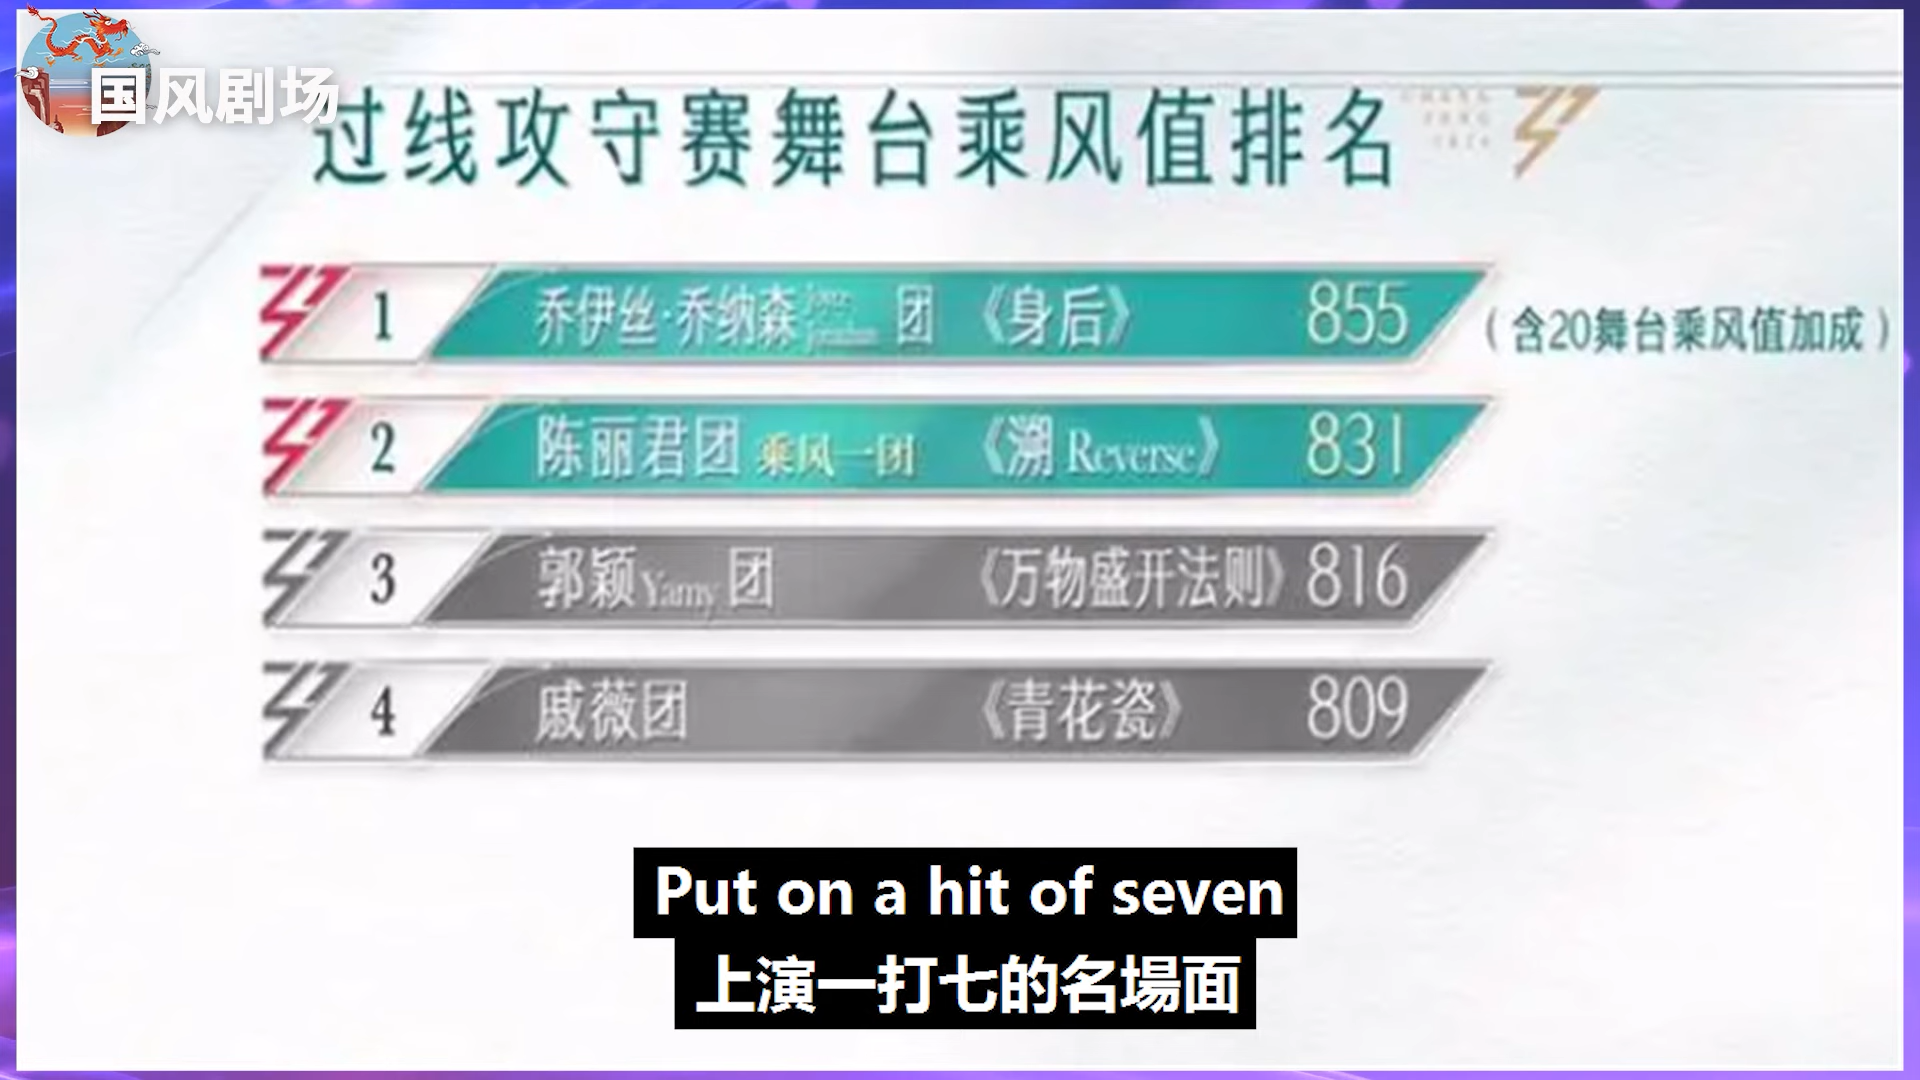 国风剧场
过线攻守赛舞台乘风值排名
1 乔伊丝·乔纳森 团 《身后》 855 (含20舞台乘风值加成)
2 陈丽君团 乘风一团 《溯 Reverse》 831
3 郭颖Yamy团 《万物盛开法则》 816
4 戚薇团 《青花瓷》 809
Put on a hit of seven
上演一打七的名場面